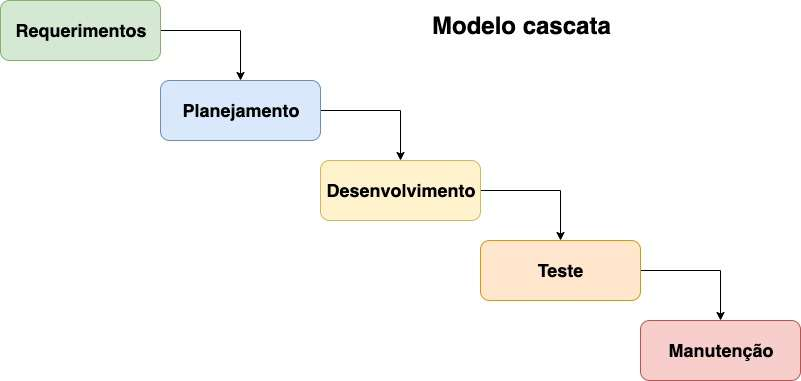 Modelo cascata
Requerimentos
Planejamento
Desenvolvimento
Teste
Manutenção